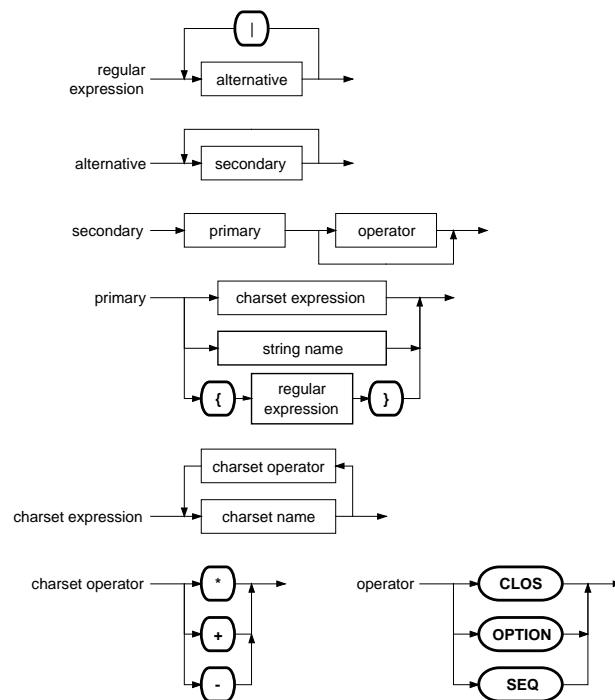 |
regular
expression
alternative
alternative
secondary
secondary
primary
operator
primary
charset expression
string name
{
regular
expression
}
charset operator
charset expression
charset name
charset operator
*
+
-
operator
CLOS
OPTION
SEQ